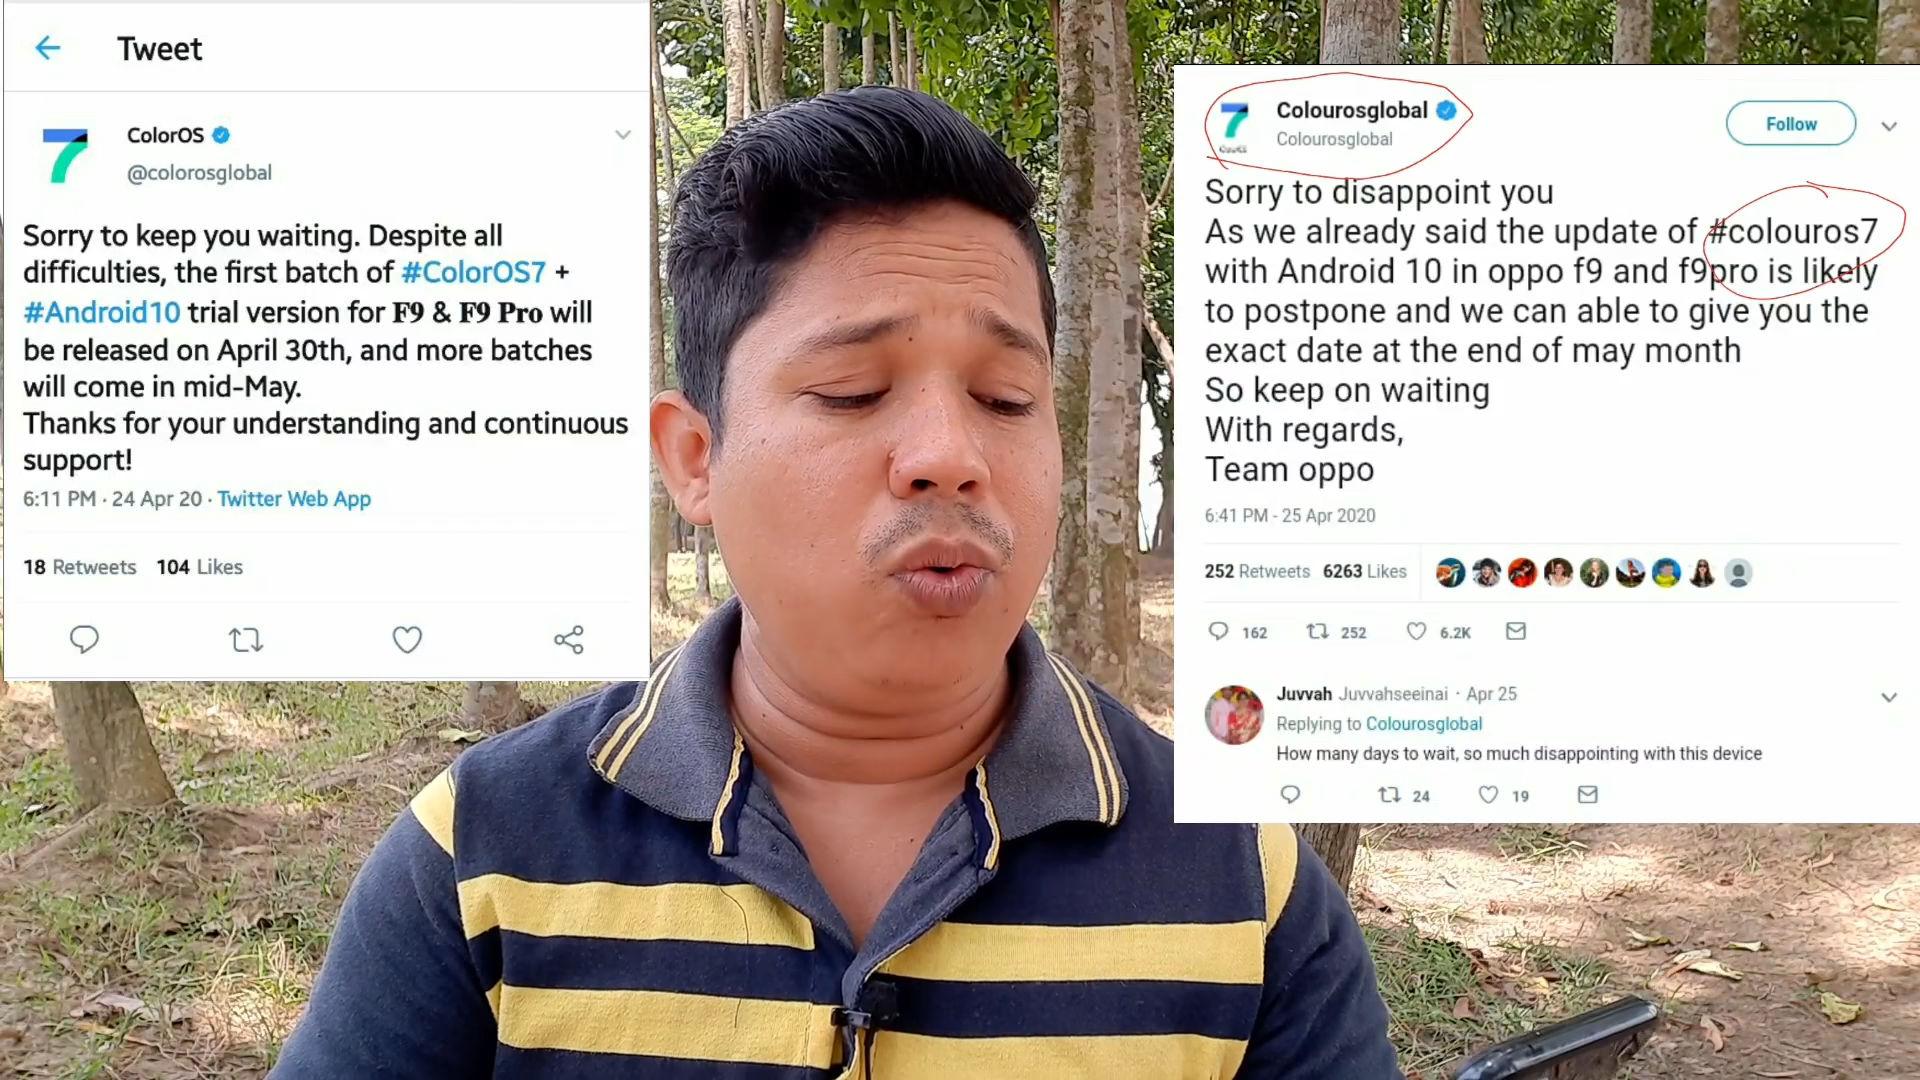 Tweet
ColorOS
@colorosglobal
Sorry to keep you waiting. Despite all
difficulties, the first batch of #ColorOS7 +
#Android10 trial version for F9 & F9 Pro will
be released on April 30th, and more batches
will come in mid-May.
Thanks for your understanding and continuous
support!
6:11 PM · 24 Apr 20 · Twitter Web App
18 Retweets 104 Likes
7
Colourosglobal
Colourosglobal
Follow
Sorry to disappoint you
As we already said the update of #colouros7
with Android 10 in oppo f9 and f9pro is likely
to postpone and we can able to give you the
exact date at the end of may month
So keep on waiting
With regards,
Team oppo
6:41 PM - 25 Apr 2020
252 Retweets 6263 Likes
162 252 6.2K
Juvvah Juvvahseeinai · Apr 25
Replying to Colourosglobal
How many days to wait, so much disappointing with this device
24 19